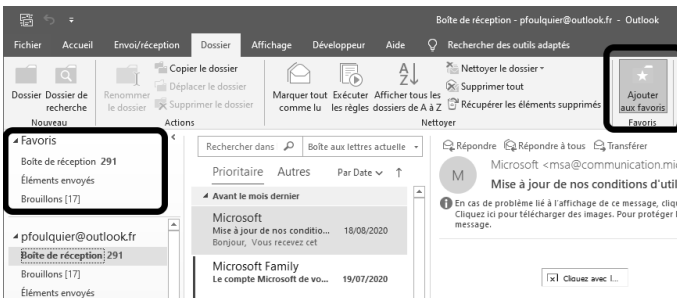 Boîte de réception - pfoulquier@outlook.fr - Outlook
Fichier Accueil Envoi/réception Dossier Affichage Développeur Aide Rechercher des outils adaptés
Dossier Dossier de recherche
Nouveau
Renommer le dossier
Copier le dossier
Déplacer le dossier
Supprimer le dossier
Actions
Marquer tout comme lu
Exécuter les règles
Afficher tous les dossiers de A à Z
Nettoyer le dossier
Supprimer tout
Récupérer les éléments supprimés
Nettoyer
Ajouter aux favoris
Favoris
Favoris
Boîte de réception 291
Éléments envoyés
Brouillons [17]
pfoulquier@outlook.fr
Boîte de réception 291
Brouillons [17]
Éléments envoyés
Rechercher dans Boîte aux lettres actuelle
Prioritaire Autres Par Date
Avant le mois dernier
Microsoft
Mise à jour de nos conditio... 18/08/2020
Bonjour, Vous recevez cet
Microsoft Family
Le compte Microsoft de vo... 19/07/2020
Répondre Répondre à tous Transférer
M
Microsoft <msa@communication.mi
Mise à jour de nos conditions d'util
En cas de problème lié à l'affichage de ce message, cliq
Cliquez ici pour télécharger des images. Pour protéger l
message.
Cliquez avec l...